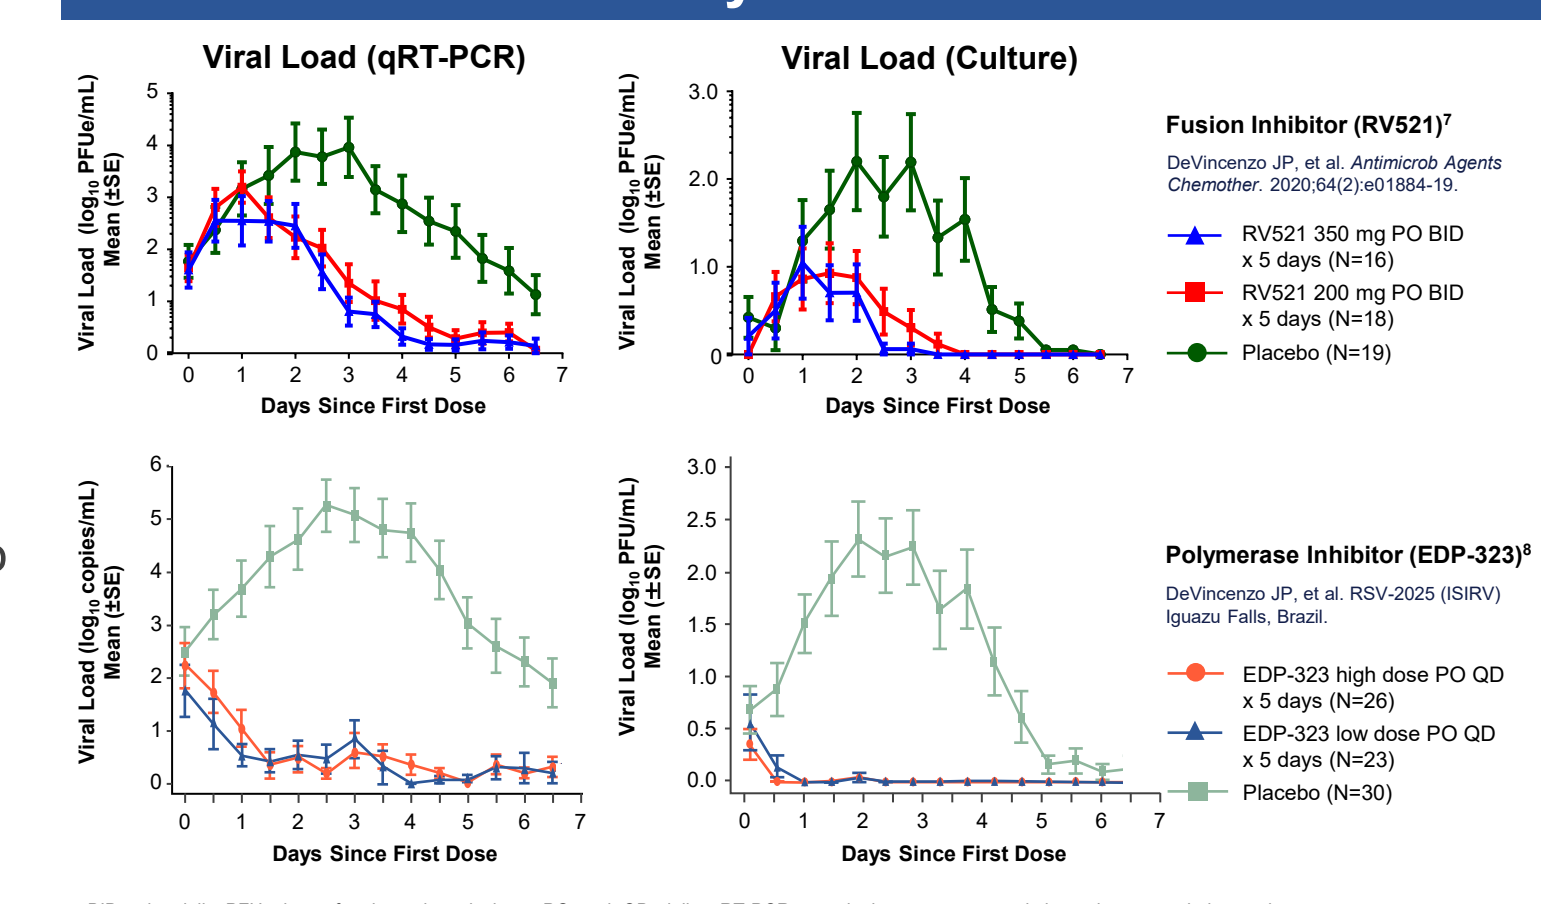 Viral Load (qRT-PCR)
Viral Load (log10 PFUe/mL)
Mean (±SE)
5
4
3
2
1
0
0 1 2 3 4 5 6 7
Days Since First Dose
Viral Load (Culture)
Viral Load (log10 PFUe/mL)
Mean (±SE)
3.0
2.0
1.0
0
0 1 2 3 4 5 6 7
Days Since First Dose
Fusion Inhibitor (RV521)7
DeVincenzo JP, et al. Antimicrob Agents
Chemother. 2020;64(2):e01884-19.
RV521 350 mg PO BID
x 5 days (N=16)
RV521 200 mg PO BID
x 5 days (N=18)
Placebo (N=19)
Viral Load (log10 copies/mL)
Mean (±SE)
6
5
4
3
2
1
0
0 1 2 3 4 5 6 7
Days Since First Dose
Viral Load (log10 PFU/mL)
Mean (±SE)
3.0
2.5
2.0
1.5
1.0
0.5
0.0
0 1 2 3 4 5 6 7
Days Since First Dose
Polymerase Inhibitor (EDP-323)8
DeVincenzo JP, et al. RSV-2025 (ISIRV)
Iguazu Falls, Brazil.
EDP-323 high dose PO QD
x 5 days (N=26)
EDP-323 low dose PO QD
x 5 days (N=23)
Placebo (N=30)